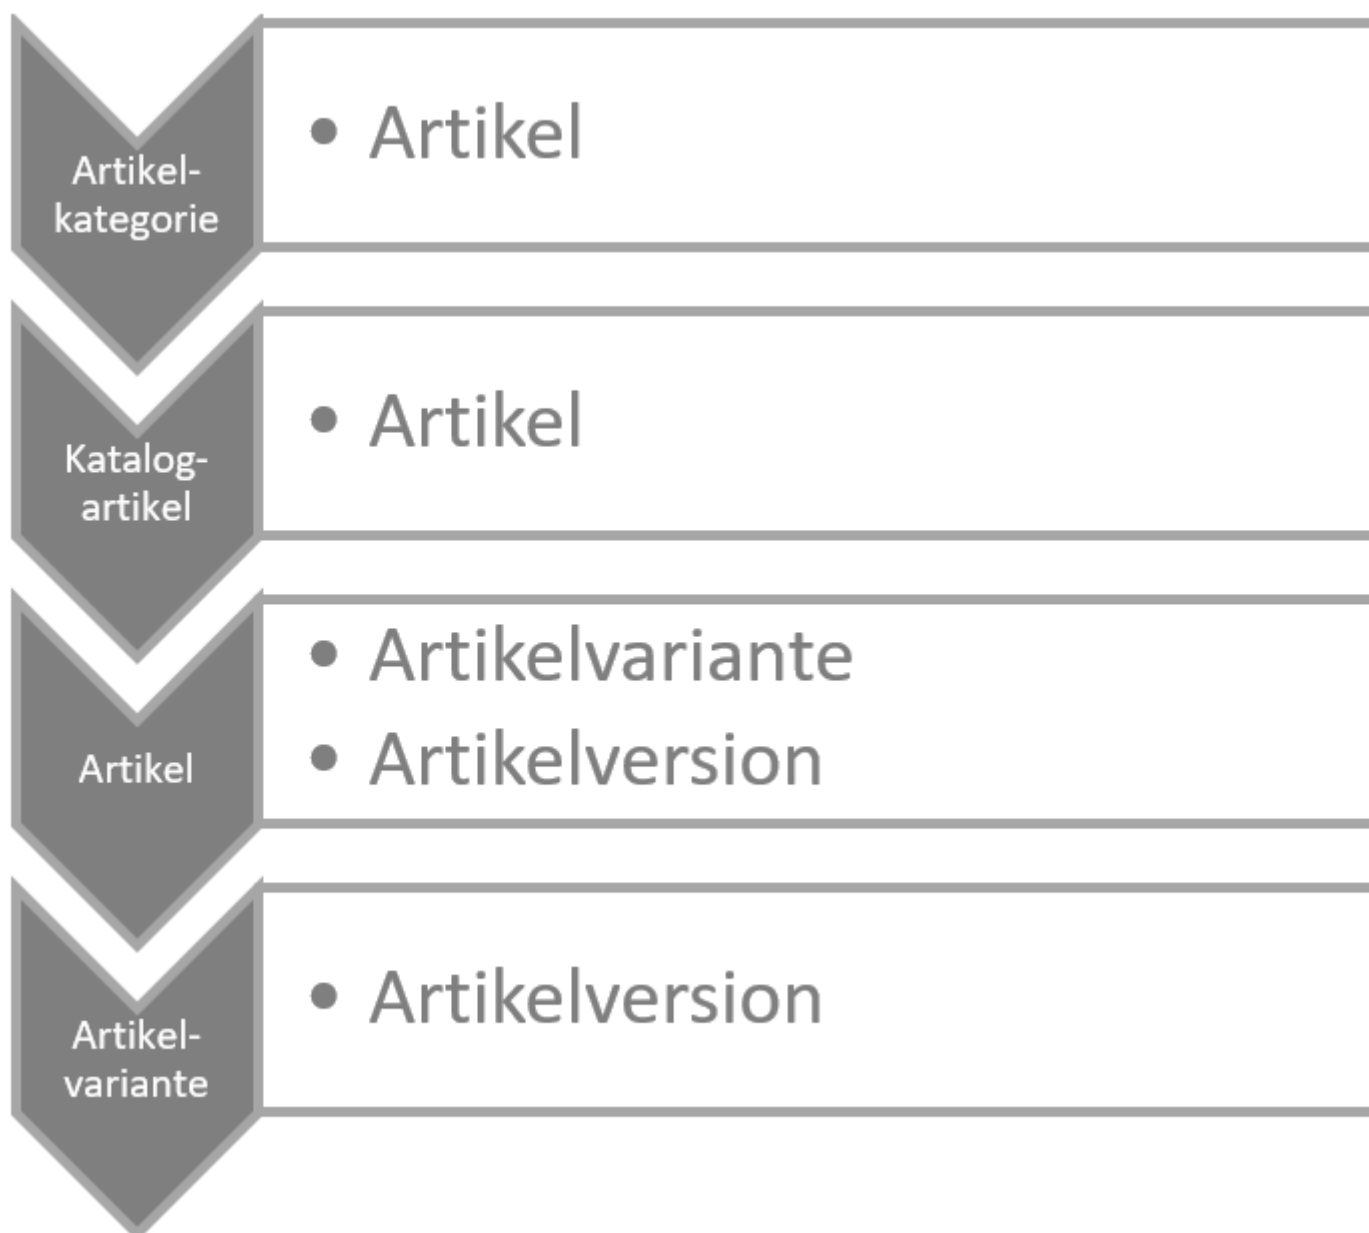 Artikel-
kategorie
• Artikel
Katalog-
artikel
• Artikel
Artikel
• Artikelvariante
• Artikelversion
Artikel-
variante
• Artikelversion